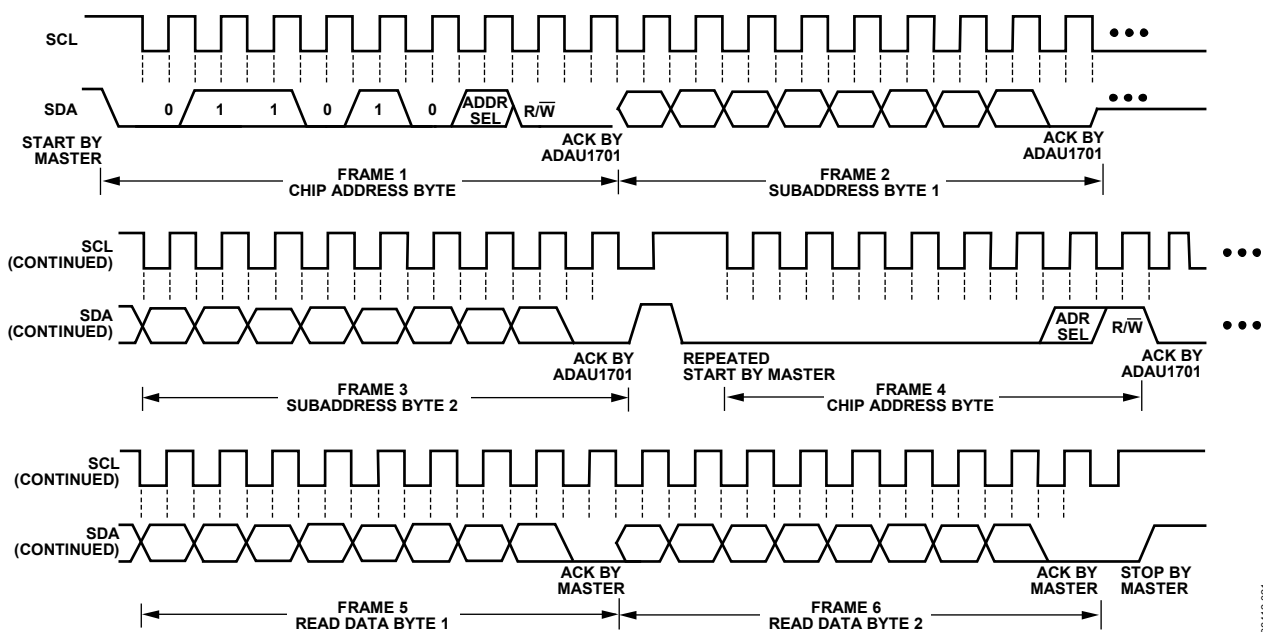 SCL
SDA
0 1 1 0 1 0 ADDR SEL R/W̅
START BY MASTER
ACK BY ADAU1701
ACK BY ADAU1701
FRAME 1
CHIP ADDRESS BYTE
FRAME 2
SUBADDRESS BYTE 1
SCL
(CONTINUED)
SDA
(CONTINUED)
ADR SEL R/W̅
ACK BY ADAU1701
REPEATED
START BY MASTER
ACK BY ADAU1701
FRAME 3
SUBADDRESS BYTE 2
FRAME 4
CHIP ADDRESS BYTE
SCL
(CONTINUED)
SDA
(CONTINUED)
ACK BY MASTER
ACK BY MASTER
STOP BY MASTER
FRAME 5
READ DATA BYTE 1
FRAME 6
READ DATA BYTE 2